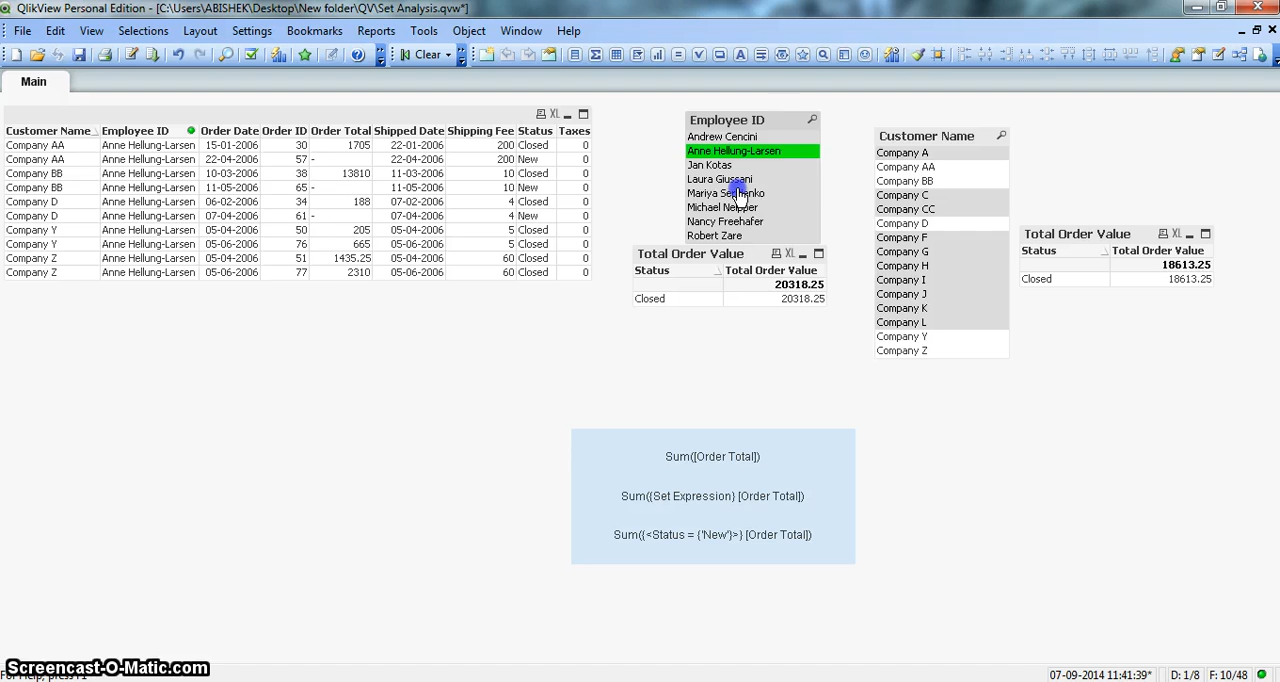 QlikView Personal Edition - [C:\Users\ABISHEK\Desktop\New folder\QV\Set Analysis.qvw*]
File Edit View Selections Layout Settings Bookmarks Reports Tools Object Window Help
Clear
Main
XL
Customer Name Employee ID Order Date Order ID Order Total Shipped Date Shipping Fee Status Taxes
Company AA Anne Hellung-Larsen 15-01-2006 30 1705 22-01-2006 200 Closed 0
Company AA Anne Hellung-Larsen 22-04-2006 57 - 22-04-2006 200 New 0
Company BB Anne Hellung-Larsen 10-03-2006 38 13810 11-03-2006 10 Closed 0
Company BB Anne Hellung-Larsen 11-05-2006 65 - 11-05-2006 10 New 0
Company D Anne Hellung-Larsen 06-02-2006 34 188 07-02-2006 4 Closed 0
Company D Anne Hellung-Larsen 07-04-2006 61 - 07-04-2006 4 New 0
Company Y Anne Hellung-Larsen 05-04-2006 50 205 05-04-2006 5 Closed 0
Company Y Anne Hellung-Larsen 05-06-2006 76 665 05-06-2006 5 Closed 0
Company Z Anne Hellung-Larsen 05-04-2006 51 1435.25 05-04-2006 60 Closed 0
Company Z Anne Hellung-Larsen 05-06-2006 77 2310 05-06-2006 60 Closed 0
Employee ID
Andrew Cencini
Anne Hellung-Larsen
Jan Kotas
Laura Giussani
Mariya
Michael
Nancy Freehafer
Robert Zare
Total Order Value XL
Status Total Order Value
20318.25
Closed 20318.25
Customer Name
Company A
Company AA
Company BB
Company C
Company CC
Company D
Company F
Company G
Company H
Company I
Company J
Company K
Company L
Company Y
Company Z
Total Order Value XL
Status Total Order Value
18613.25
Closed 18613.25
Sum([Order Total])
Sum({Set Expression} [Order Total])
Sum({<Status = {'New'}>} [Order Total])
Screencast-O-Matic.com
07-09-2014 11:41:39* D: 1/8 F: 10/48